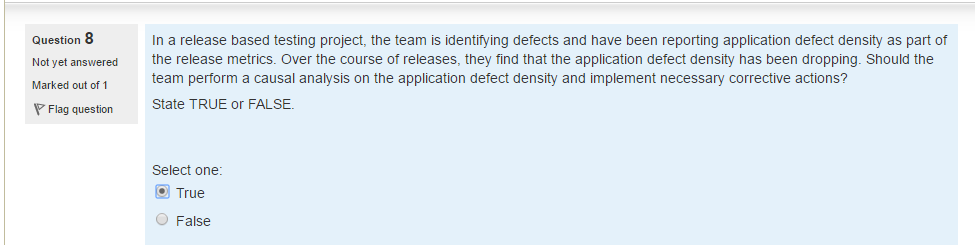 Question 8
Not yet answered
Marked out of 1
Flag question
In a release based testing project, the team is identifying defects and have been reporting application defect density as part of
the release metrics. Over the course of releases, they find that the application defect density has been dropping. Should the
team perform a causal analysis on the application defect density and implement necessary corrective actions?
State TRUE or FALSE.
Select one:
True
False